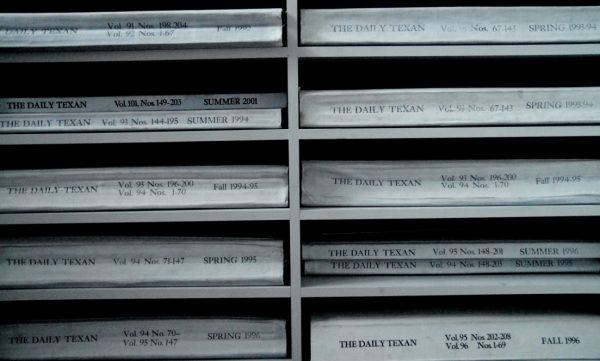 THE DAILY TEXAN Vol. 91 Nos. 198-204 Fall 1993
Vol. 92 Nos. 1-67
THE DAILY TEXAN Vol. 101, Nos. 149-203 SUMMER 2001
THE DAILY TEXAN Vol. 93 Nos. 144-195 SUMMER 1994
THE DAILY TEXAN Vol. 93 Nos. 196-200 Fall 1994-95
Vol. 94 Nos. 1-70
THE DAILY TEXAN Vol. 94 Nos. 71-147 SPRING 1995
THE DAILY TEXAN Vol. 94 No. 70- SPRING 1996
Vol. 95 No. 147
THE DAILY TEXAN Vol. Nos. 67-143 SPRING 1993-94
THE DAILY TEXAN Vol. 93 Nos. 67-143 SPRING 1993-94
THE DAILY TEXAN Vol. 93 Nos. 196-200 Fall 1994-95
Vol. 94 Nos. 1-70
THE DAILY TEXAN Vol. 95 Nos. 148-201 SUMMER 1996
THE DAILY TEXAN Vol. 94 Nos. 148-203 SUMMER 1995
THE DAILY TEXAN Vol. 95 Nos. 202-208 FALL 1996
Vol. 96 Nos. 1-69